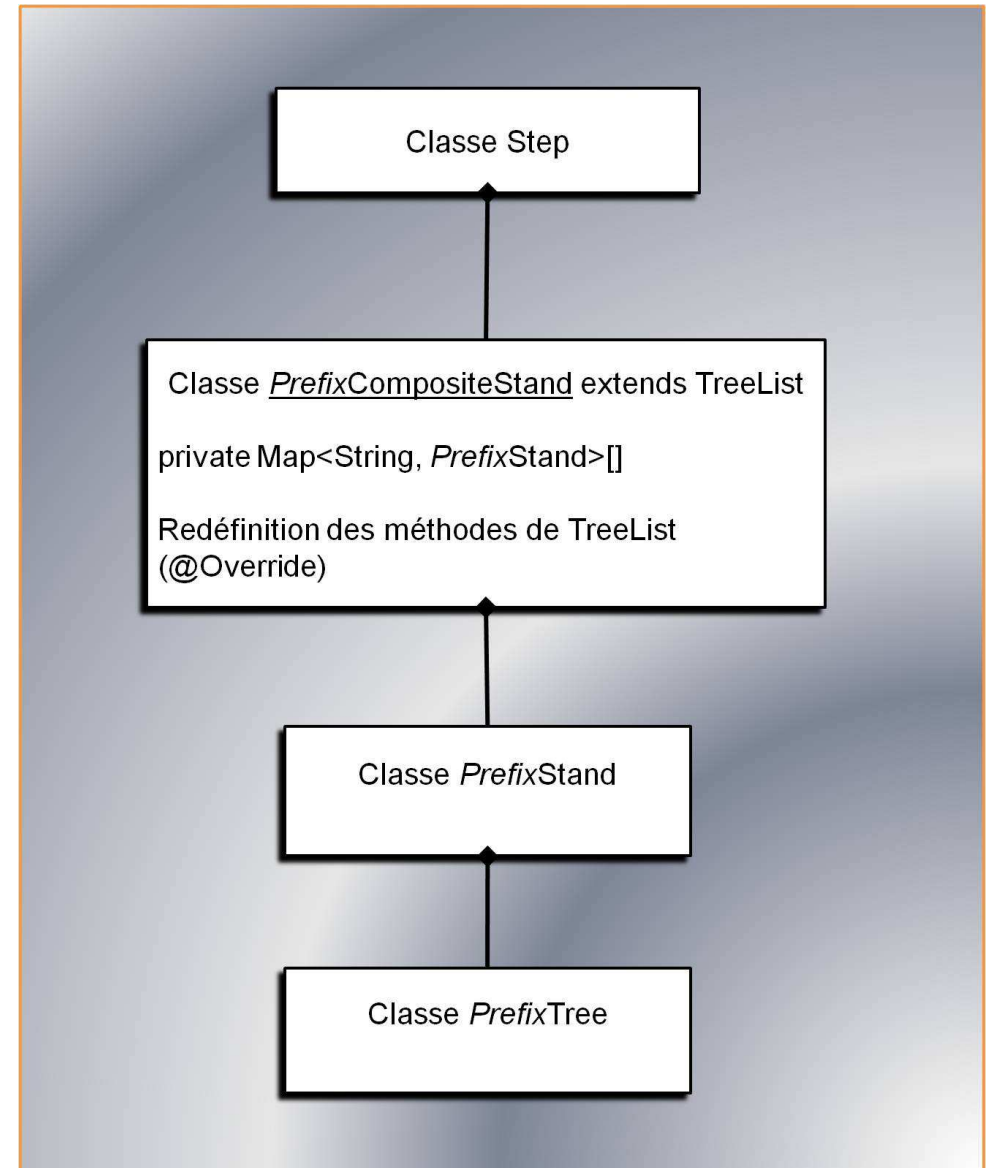 Classe Step
Classe PrefixCompositeStand extends TreeList
private Map<String, PrefixStand>[]
Redéfinition des méthodes de TreeList
(@Override)
Classe PrefixStand
Classe PrefixTree